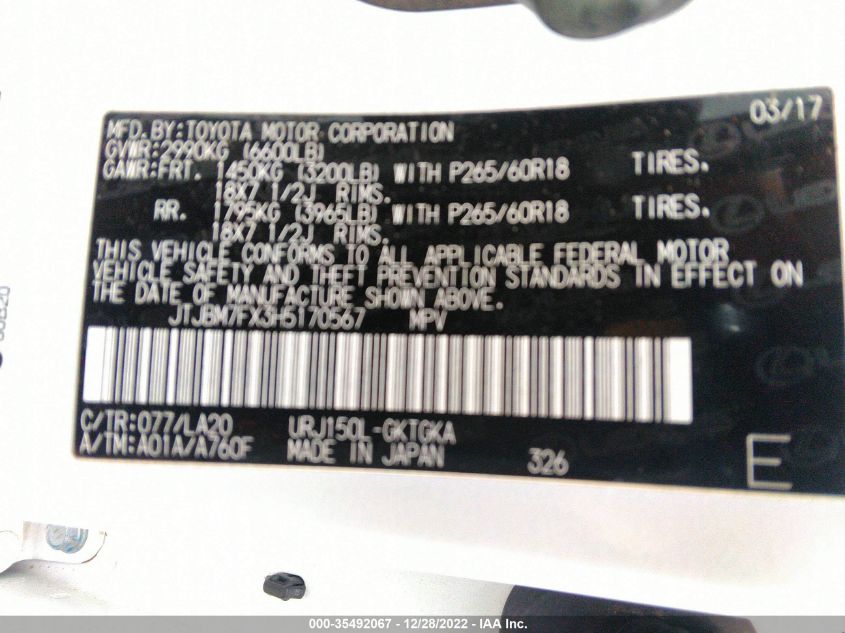 03/17
MFD.BY:TOYOTA MOTOR CORPORATION
GVWR:2990KG (6600LB)
GAWR:FRT. 1450KG (3200LB) WITH P265/60R18 TIRES.
18X7 1/2J RIMS.
RR. 1795KG (3965LB) WITH P265/60R18 TIRES.
18X7 1/2J RIMS.
THIS VEHICLE CONFORMS TO ALL APPLICABLE FEDERAL MOTOR
VEHICLE SAFETY AND THEFT PREVENTION STANDARDS IN EFFECT ON
THE DATE OF MANUFACTURE SHOWN ABOVE.
JTJBM7FX3H5170567 MPV
C/TR:077/LA20 URJ150L-GKTGKA
A/TM:A01A/A760F MADE IN JAPAN 326
E
000-35492067 - 12/28/2022 - IAA Inc.